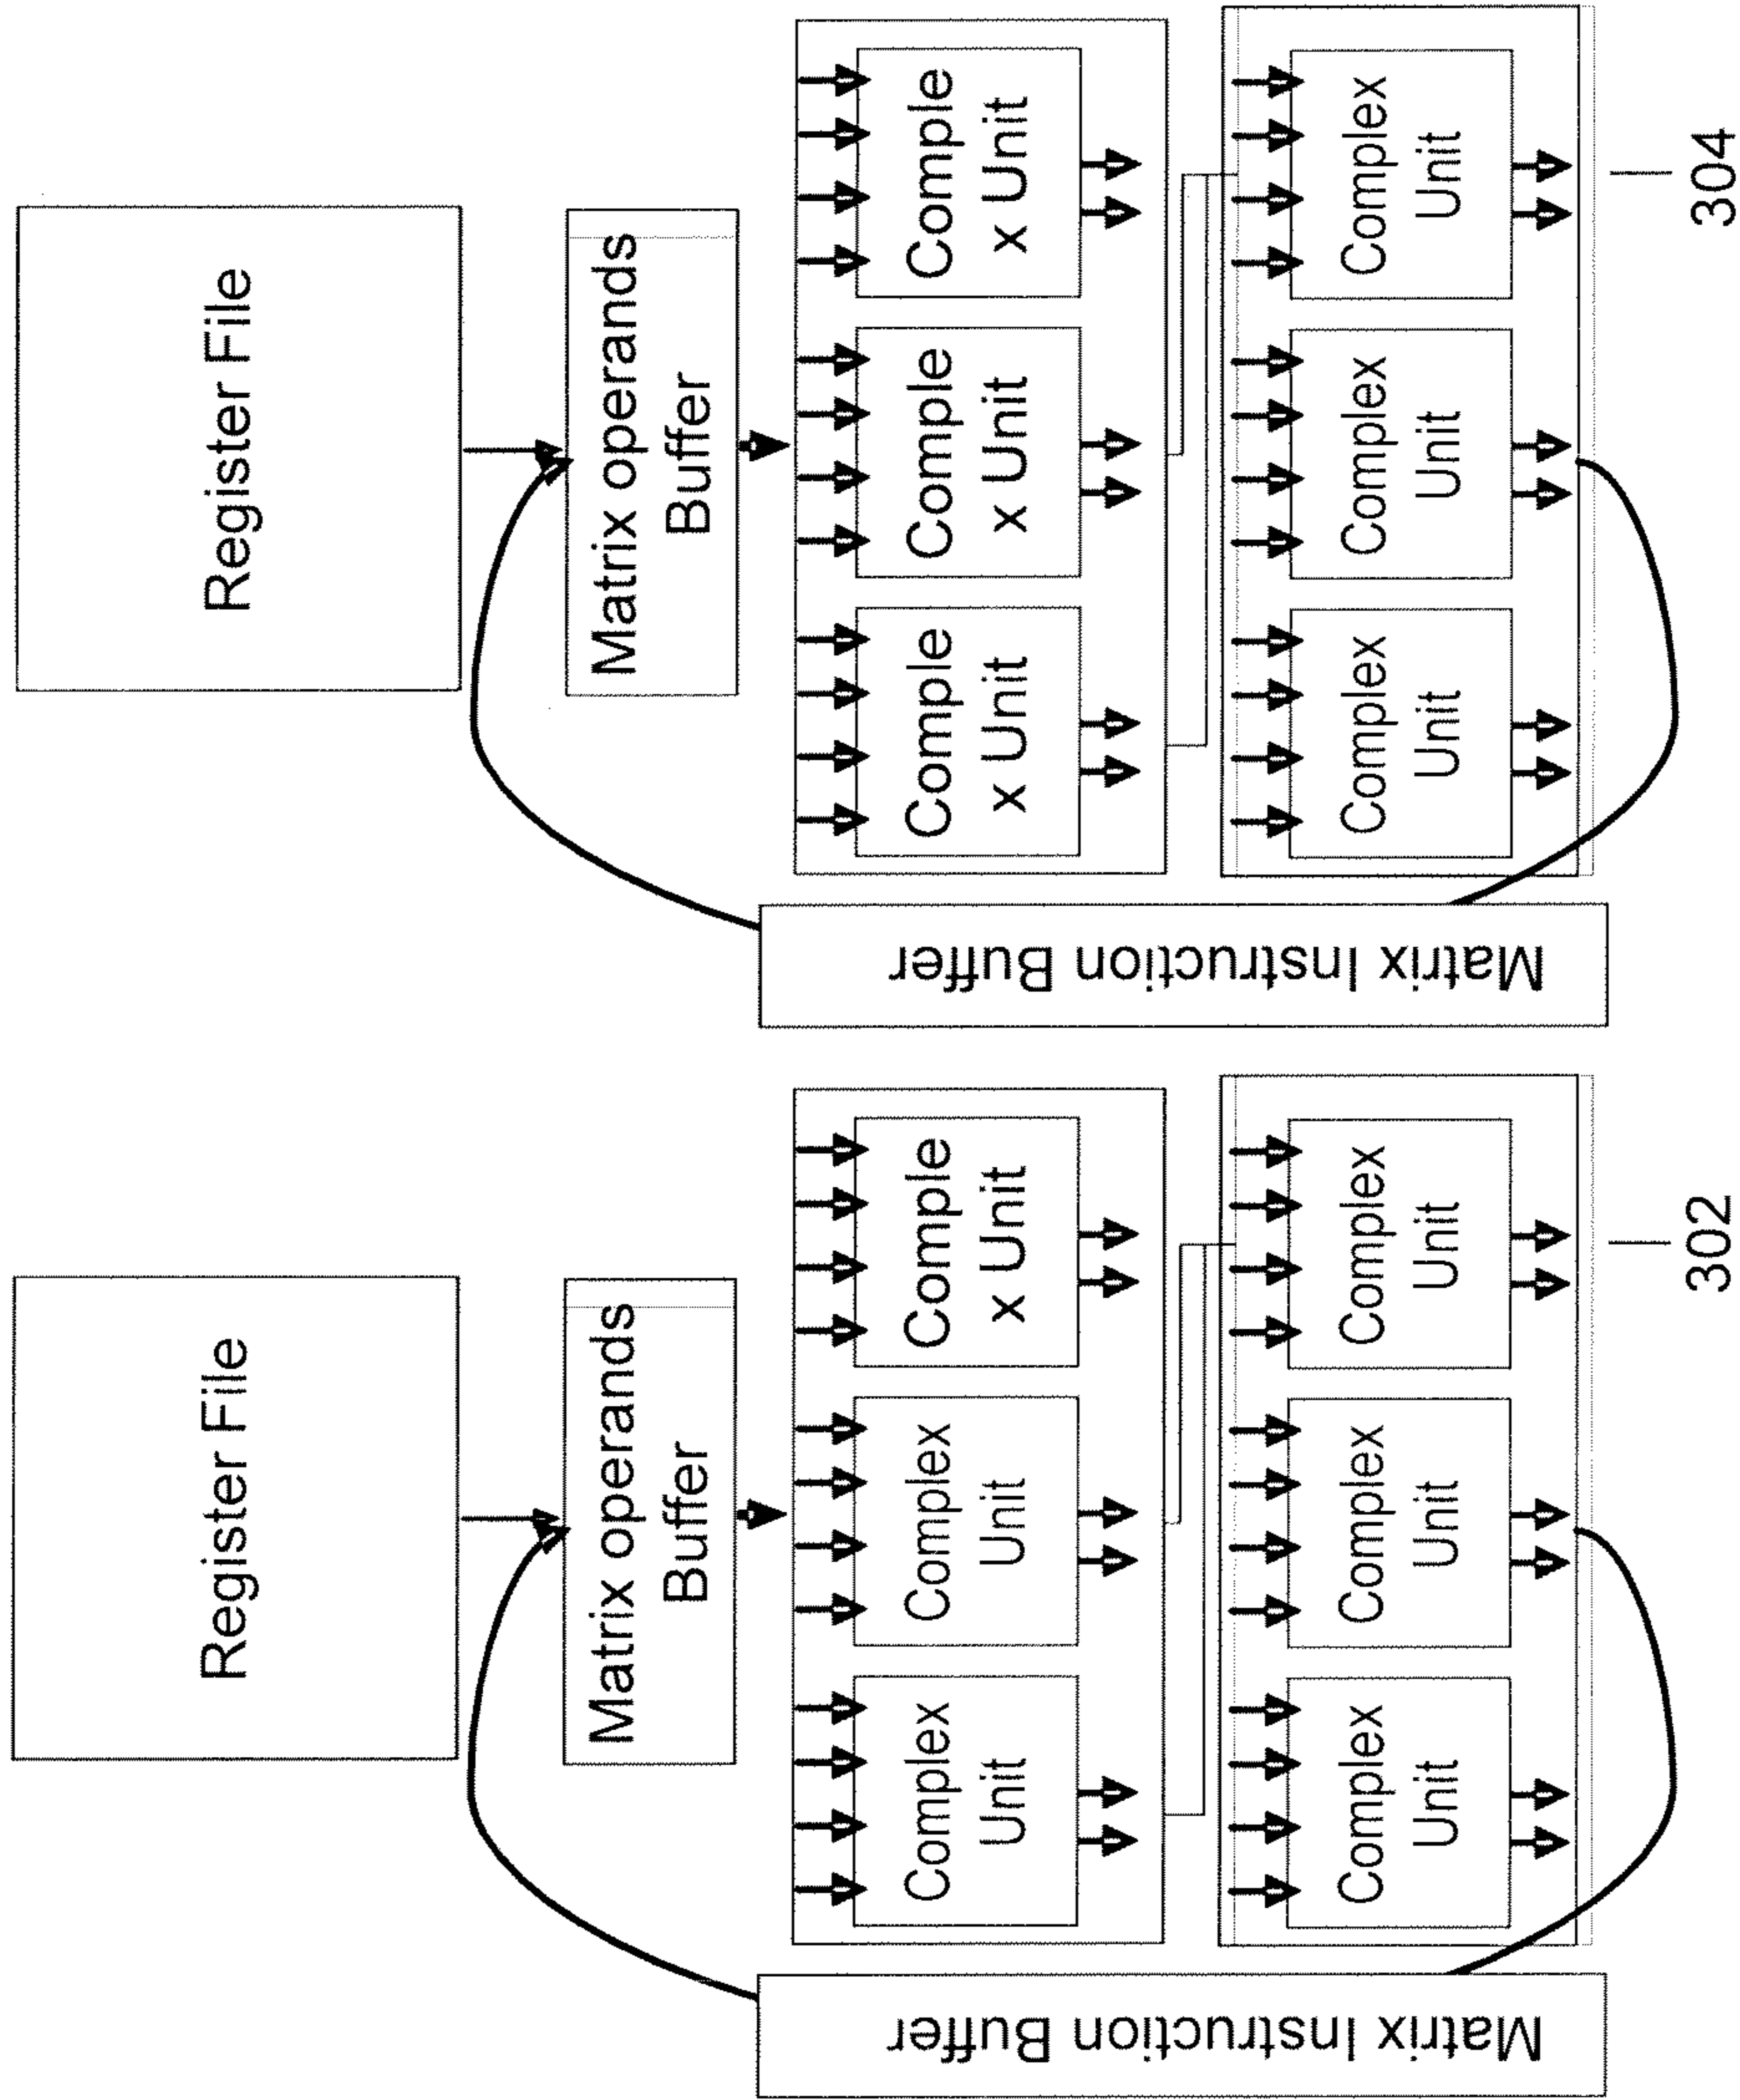 Register File
Matrix operands
Buffer
Complex
Unit
Complex
Unit
Comple
x Unit
Complex
Unit
Complex
Unit
Complex
Unit
Matrix Instruction Buffer
302
Register File
Matrix operands
Buffer
Comple
x Unit
Comple
x Unit
Comple
x Unit
Complex
Unit
Complex
Unit
Complex
Unit
Matrix Instruction Buffer
304